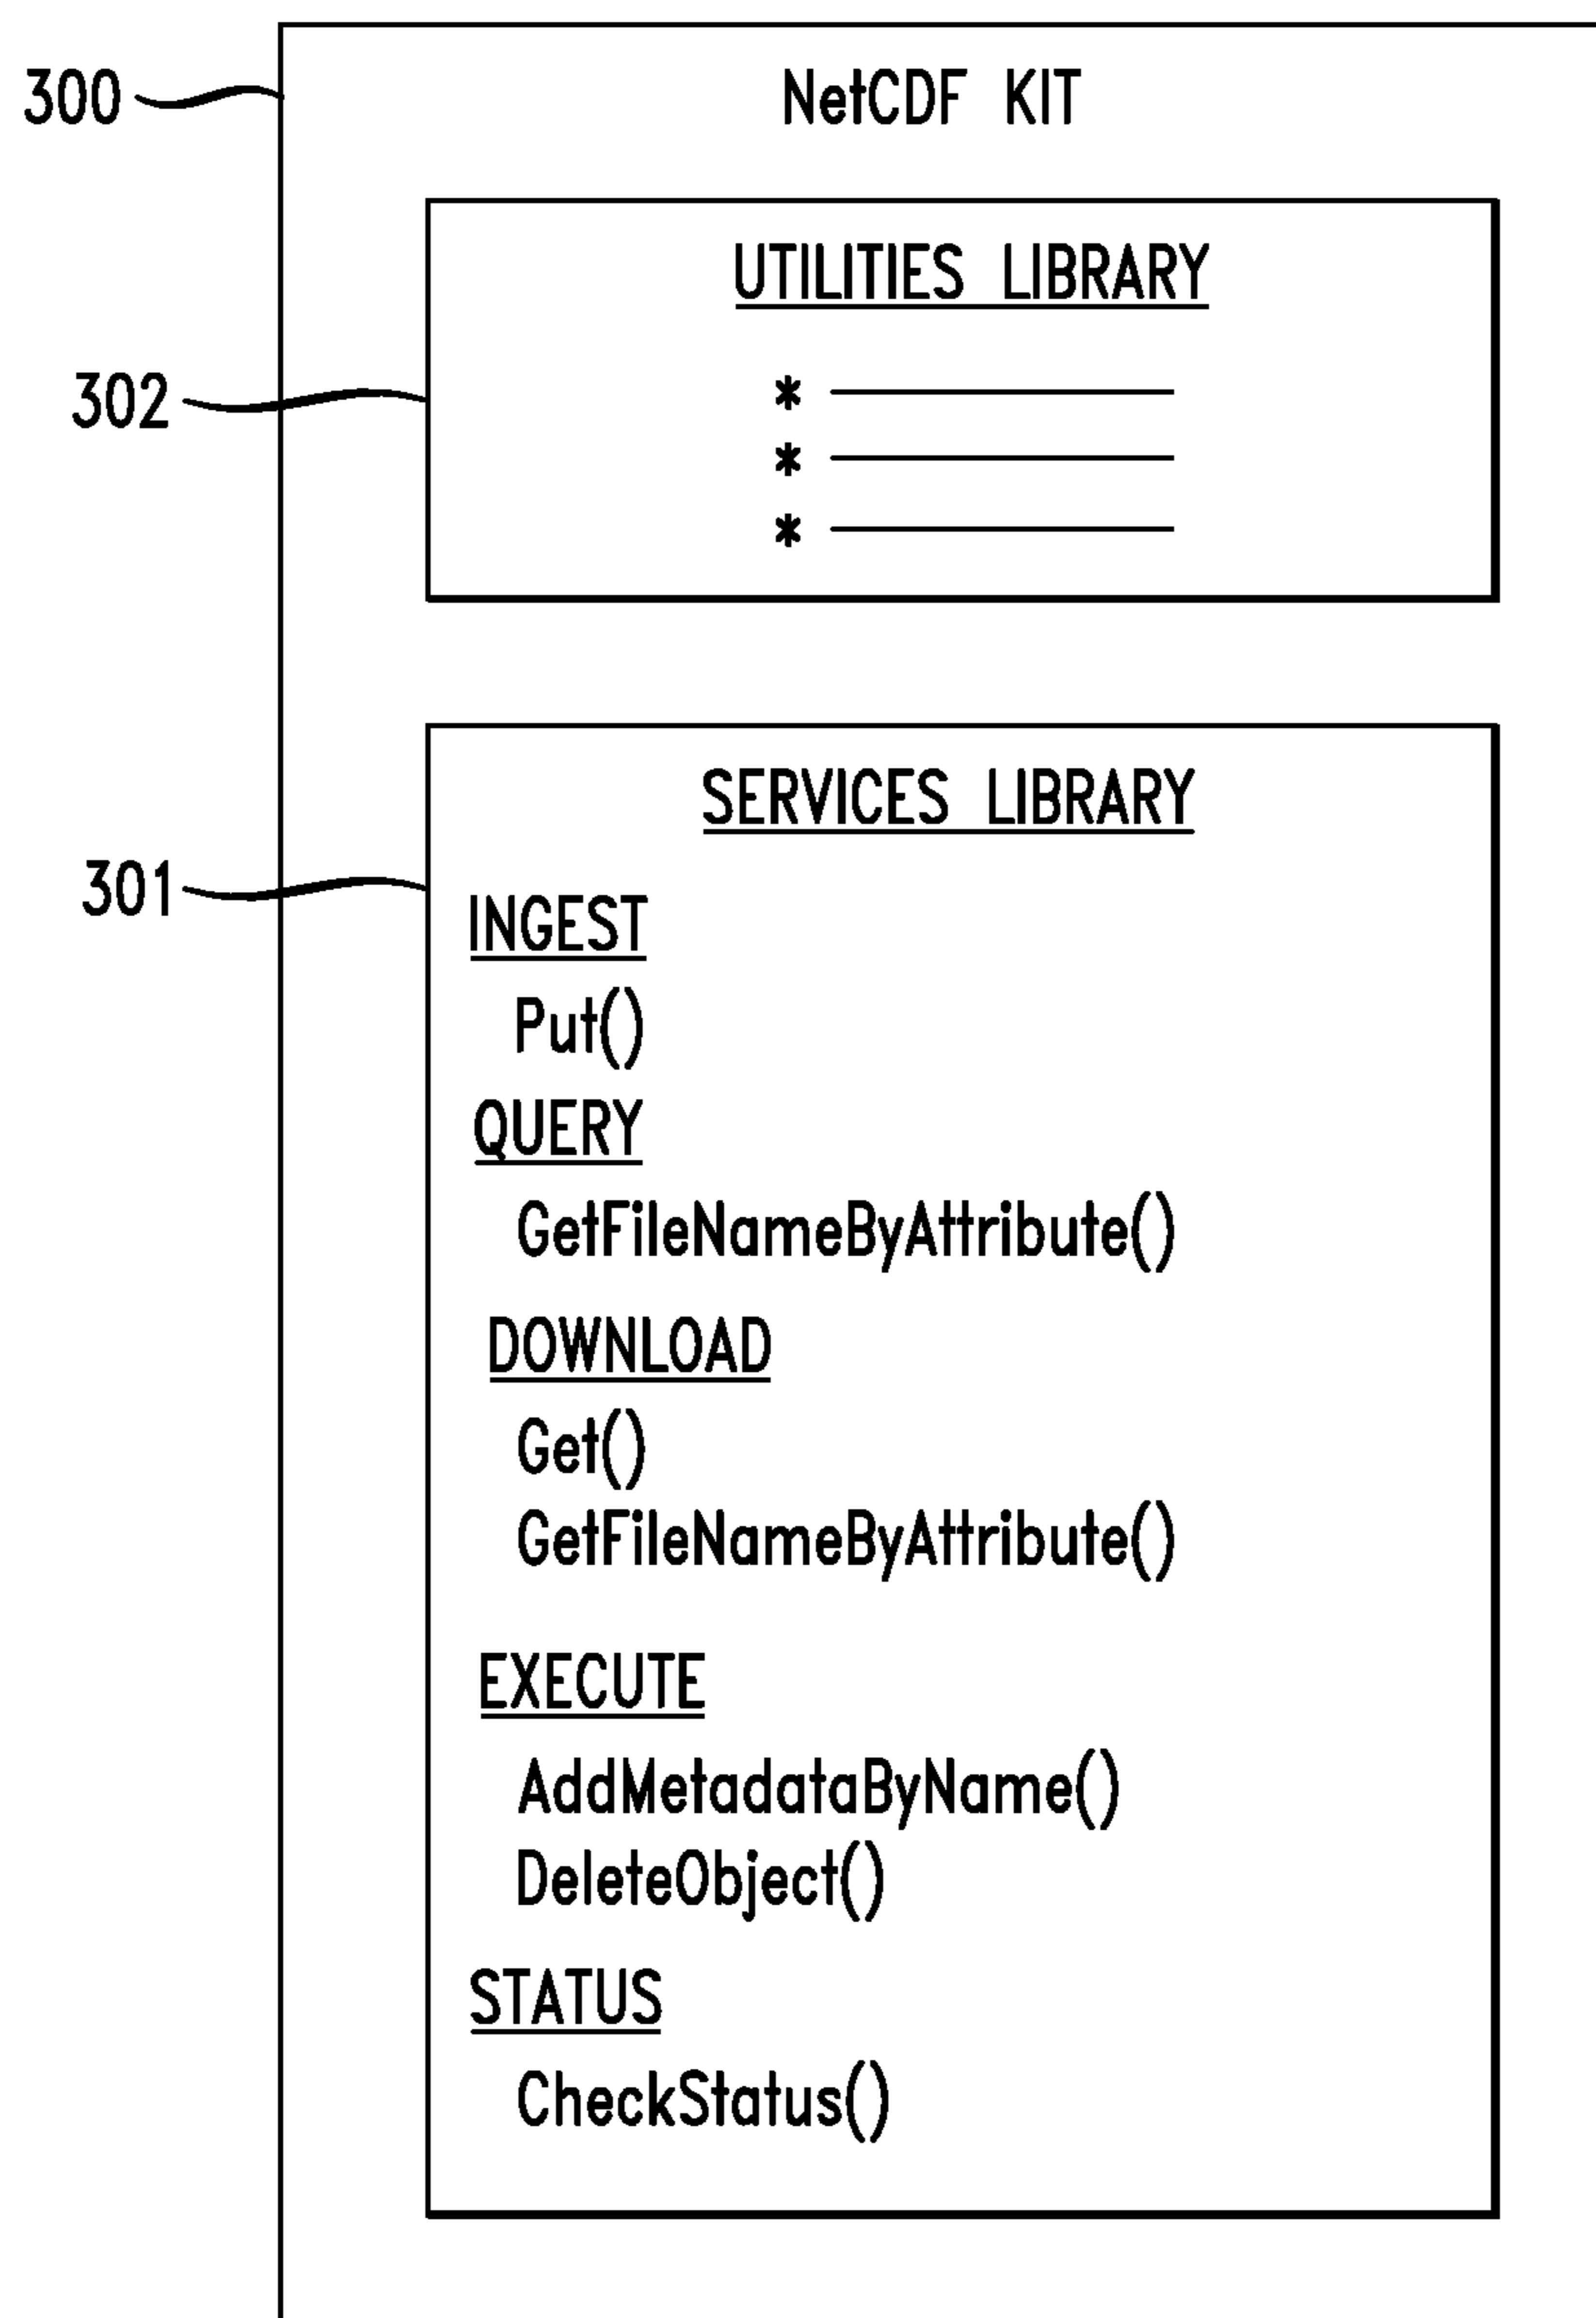 300
NetCDF KIT
UTILITIES LIBRARY
302
*
*
*
SERVICES LIBRARY
301
INGEST
Put()
QUERY
GetFileNameByAttribute()
DOWNLOAD
Get()
GetFileNameByAttribute()
EXECUTE
AddMetadataByName()
DeleteObject()
STATUS
CheckStatus()